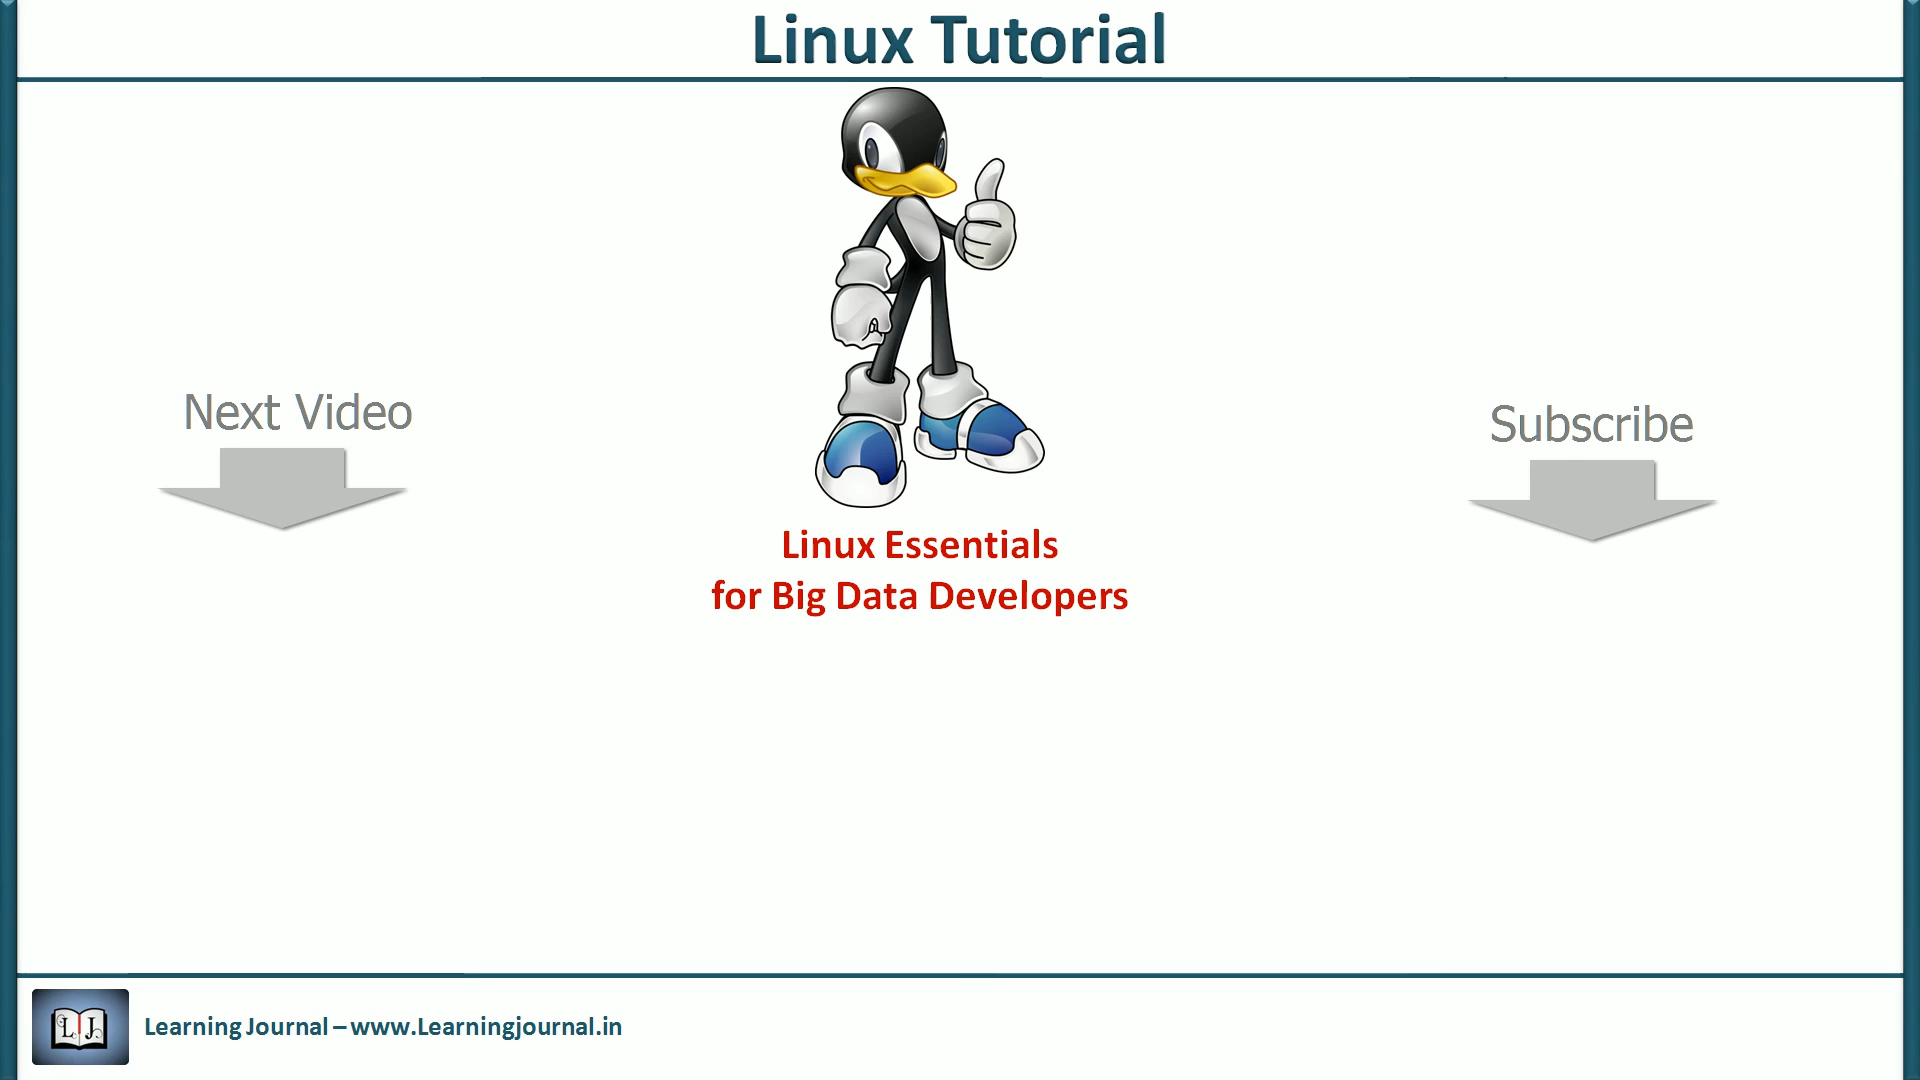 Linux Tutorial
Next Video
Subscribe
Linux Essentials
for Big Data Developers
L J
Learning Journal – www.Learningjournal.in